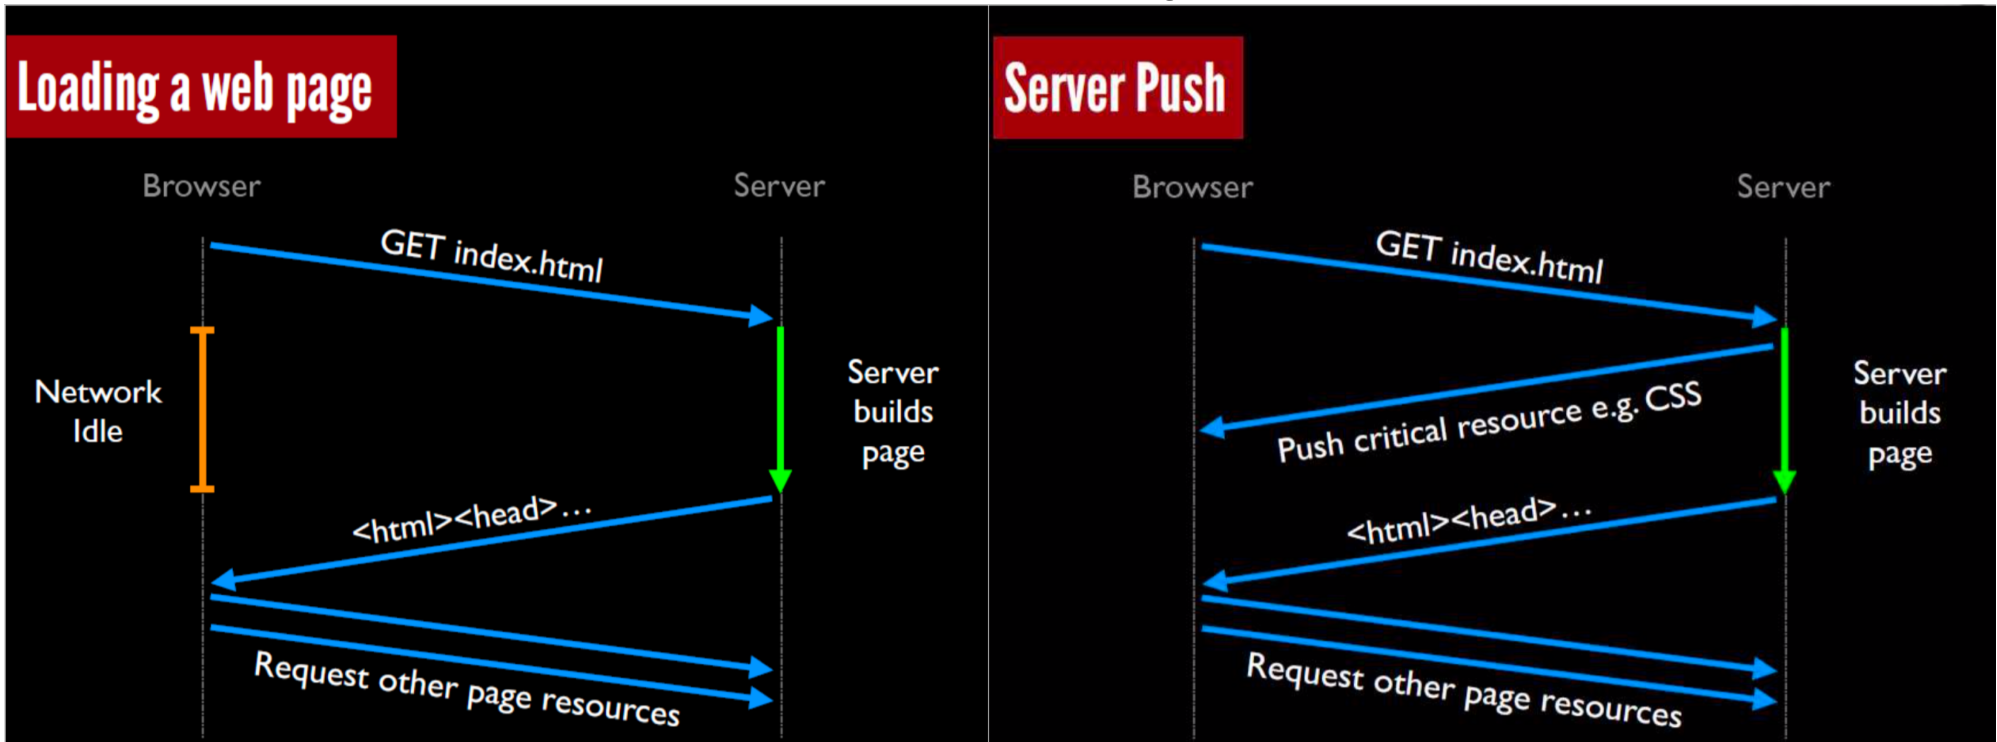 Loading a web page
Browser
Server
GET index.html
Network
Idle
Server
builds
page
<html><head>…
Request other page resources
Server Push
Browser
Server
GET index.html
Push critical resource e.g. CSS
Server
builds
page
<html><head>…
Request other page resources